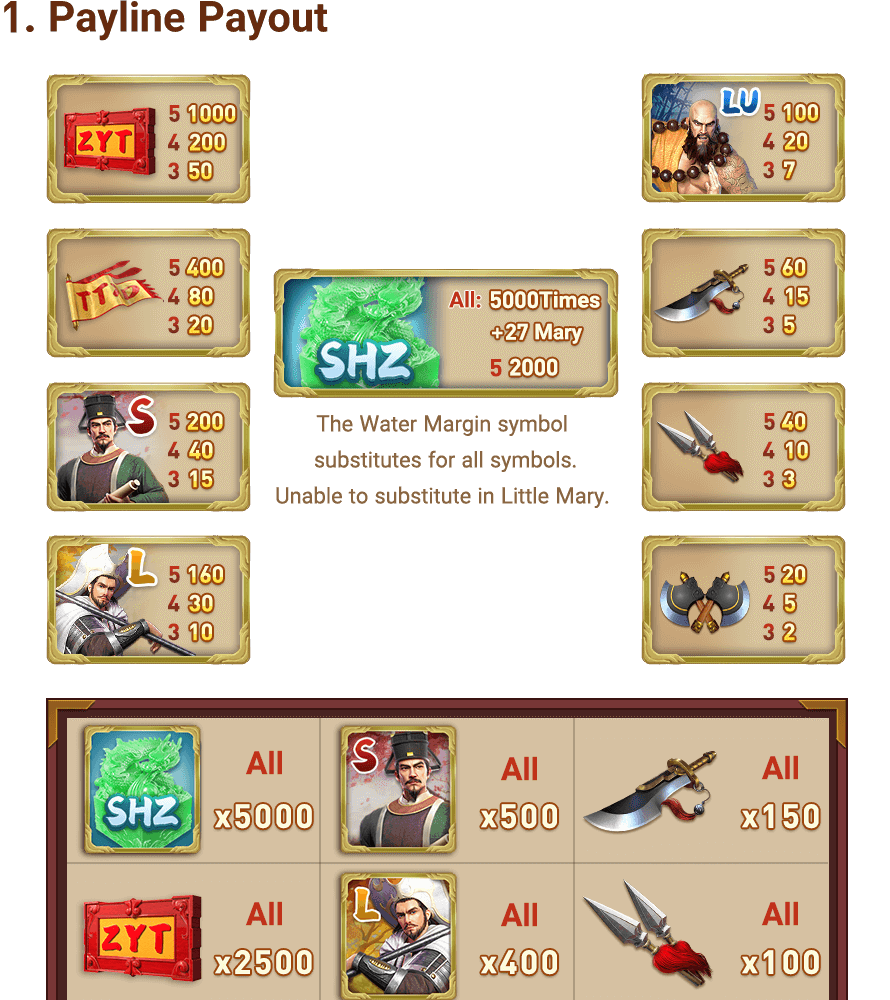 1. Payline Payout
ZYT
5 1000
4 200
3 50
LU
5 100
4 20
3 7
5 400
4 80
3 20
SHZ
All: 5000Times
+27 Mary
5 2000
5 60
4 15
3 5
The Water Margin symbol
substitutes for all symbols.
Unable to substitute in Little Mary.
S
5 200
4 40
3 15
5 40
4 10
3 3
L
5 160
4 30
3 10
5 20
4 5
3 2
SHZ
All
x5000
S
All
x500
All
x150
ZYT
All
x2500
L
All
x400
All
x100